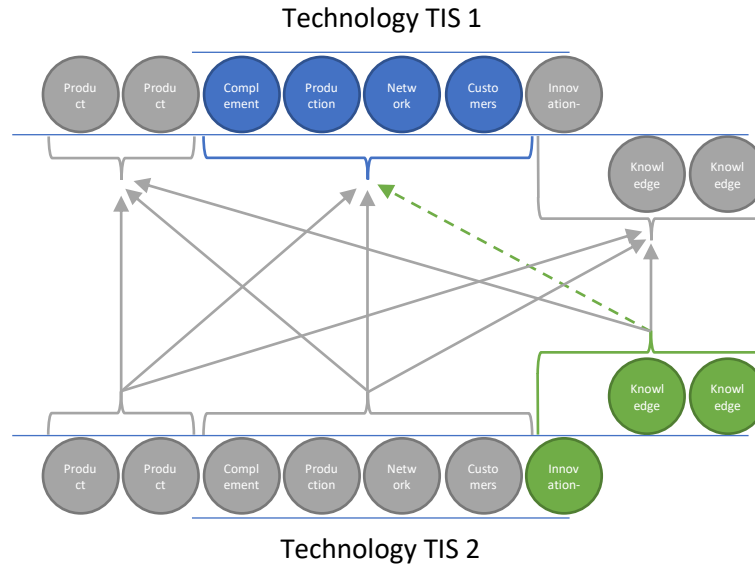 Technology TIS 1
Produ
ct
Produ
ct
Compl
ement
Produ
ction
Netw
ork
Custo
mers
Innov
ation-
Knowl
edge
Knowl
edge
Knowl
edge
Knowl
edge
Produ
ct
Produ
ct
Compl
ement
Produ
ction
Netw
ork
Custo
mers
Innov
ation-
Technology TIS 2